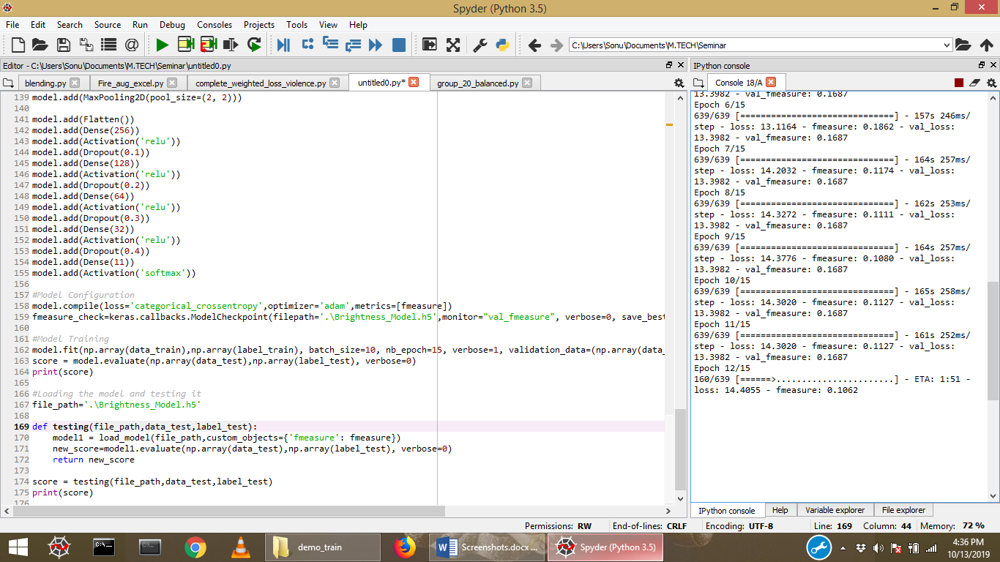 Spyder (Python 3.5)
File Edit Search Source Run Debug Consoles Projects Tools View Help
C:\Users\Sonu\Documents\M.TECH\Seminar
Editor - C:\Users\Sonu\Documents\M.TECH\Seminar\untitled0.py
blending.py Fire_aug_excel.py complete_weighted_loss_violence.py untitled0.py* group_20_balanced.py
139 model.add(MaxPooling2D(pool_size=(2, 2)))
140
141 model.add(Flatten())
142 model.add(Dense(256))
143 model.add(Activation('relu'))
144 model.add(Dropout(0.1))
145 model.add(Dense(128))
146 model.add(Activation('relu'))
147 model.add(Dropout(0.2))
148 model.add(Dense(64))
149 model.add(Activation('relu'))
150 model.add(Dropout(0.3))
151 model.add(Dense(32))
152 model.add(Activation('relu'))
153 model.add(Dropout(0.4))
154 model.add(Dense(11))
155 model.add(Activation('softmax'))
156
157 #Model Configuration
158 model.compile(loss='categorical_crossentropy',optimizer='adam',metrics=[fmeasure])
159 fmeasure_check=keras.callbacks.ModelCheckpoint(filepath='.\Brightness_Model.h5',monitor="val_fmeasure", verbose=0, save_best
160
161 #Model Training
162 model.fit(np.array(data_train),np.array(label_train), batch_size=10, nb_epoch=15, verbose=1, validation_data=(np.array(data_
163 score = model.evaluate(np.array(data_test),np.array(label_test), verbose=0)
164 print(score)
165
166 #Loading the model and testing it
167 file_path='.\Brightness_Model.h5'
168
169 def testing(file_path,data_test,label_test):
170 model1 = load_model(file_path,custom_objects={'fmeasure': fmeasure})
171 new_score=model1.evaluate(np.array(data_test),np.array(label_test), verbose=0)
172 return new_score
173
174 score = testing(file_path,data_test,label_test)
175 print(score)
176
IPython console
Console 18/A
13.3982 - val_fmeasure: 0.1687
Epoch 6/15
639/639 [==============================] - 157s 246ms/
step - loss: 13.1164 - fmeasure: 0.1862 - val_loss:
13.3982 - val_fmeasure: 0.1687
Epoch 7/15
639/639 [==============================] - 164s 257ms/
step - loss: 14.2032 - fmeasure: 0.1174 - val_loss:
13.3982 - val_fmeasure: 0.1687
Epoch 8/15
639/639 [==============================] - 162s 253ms/
step - loss: 14.3272 - fmeasure: 0.1111 - val_loss:
13.3982 - val_fmeasure: 0.1687
Epoch 9/15
639/639 [==============================] - 164s 257ms/
step - loss: 14.3776 - fmeasure: 0.1080 - val_loss:
13.3982 - val_fmeasure: 0.1687
Epoch 10/15
639/639 [==============================] - 165s 258ms/
step - loss: 14.3020 - fmeasure: 0.1127 - val_loss:
13.3982 - val_fmeasure: 0.1687
Epoch 11/15
639/639 [==============================] - 161s 252ms/
step - loss: 14.3020 - fmeasure: 0.1127 - val_loss:
13.3982 - val_fmeasure: 0.1687
Epoch 12/15
160/639 [======>.......................] - ETA: 1:51 -
loss: 14.4055 - fmeasure: 0.1062
IPython console Help Variable explorer File explorer
Permissions: RW End-of-lines: CRLF Encoding: UTF-8 Line: 169 Column: 44 Memory: 72 %
demo_train Screenshots.docx ... Spyder (Python 3.5)
4:36 PM
10/13/2019